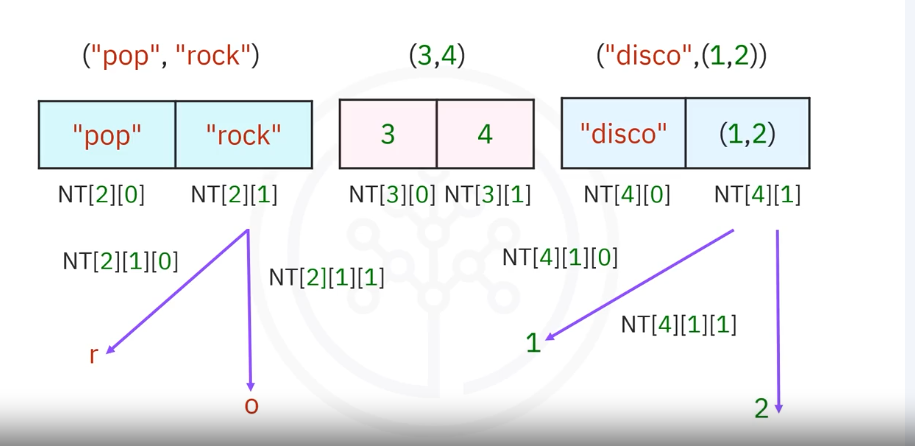 ("pop", "rock") (3,4) ("disco",(1,2))
"pop" "rock" 3 4 "disco" (1,2)
NT[2][0] NT[2][1] NT[3][0] NT[3][1] NT[4][0] NT[4][1]
NT[2][1][0] NT[4][1][0]
NT[2][1][1]
NT[4][1][1]
r 1
o 2